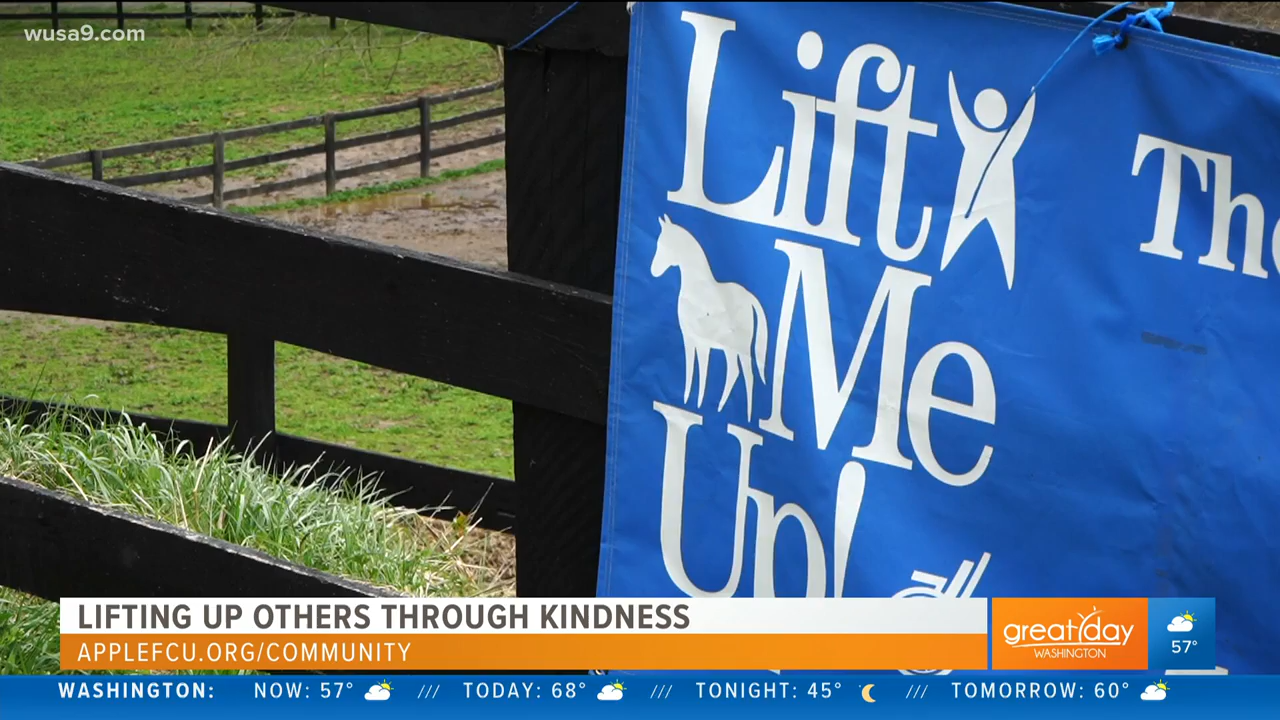 wusa9.com
Lift
Me
Up!
LIFTING UP OTHERS THROUGH KINDNESS
APPLEFCU.ORG/COMMUNITY
great day
WASHINGTON
57°
WASHINGTON: NOW: 57° /// TODAY: 68° /// TONIGHT: 45° /// TOMORROW: 60°